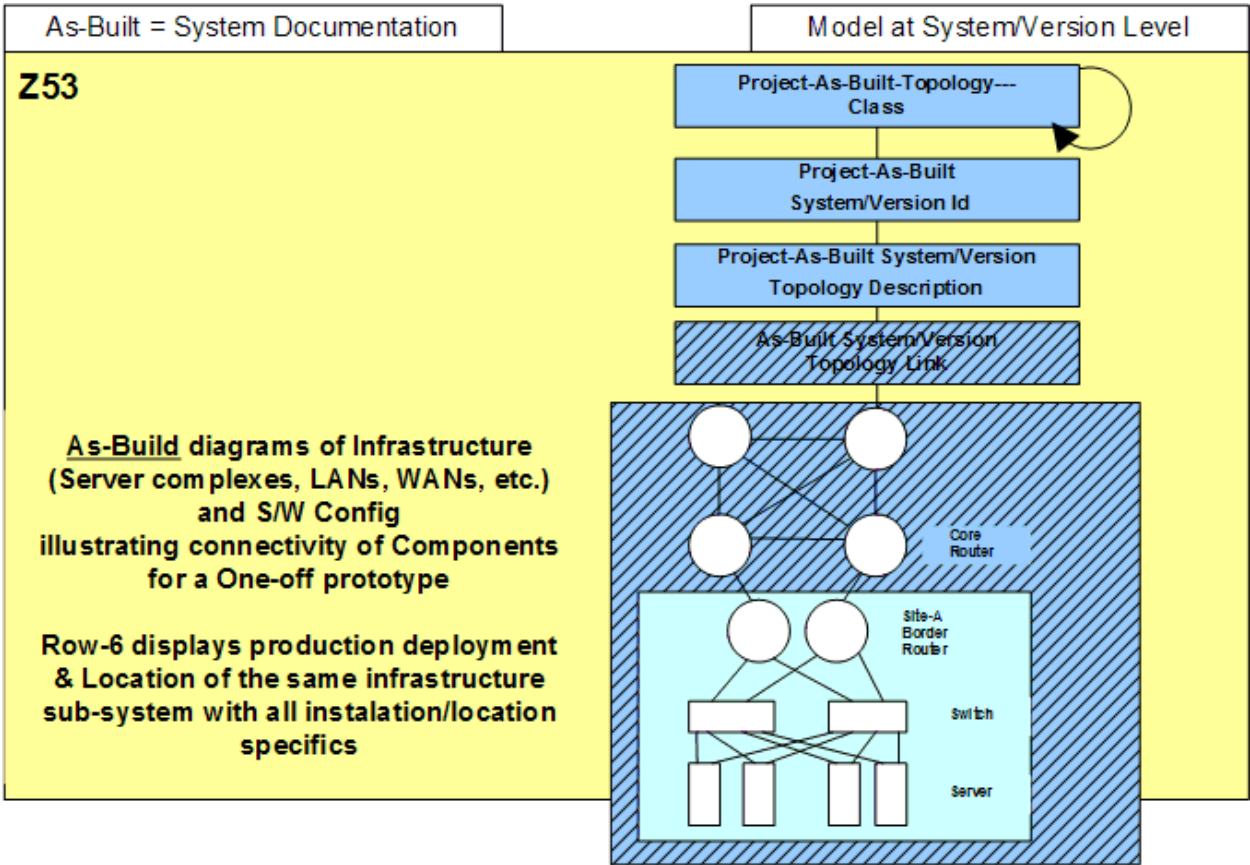 As-Built = System Documentation
Model at System/Version Level
Z53
Project-As-Built-Topology---
Class
Project-As-Built
System/Version Id
Project-As-Built System/Version
Topology Description
As-Built System/Version
Topology Link
As-Build diagrams of Infrastructure
(Server complexes, LANs, WANs, etc.)
and S/W Config
illustrating connectivity of Components
for a One-off prototype
Row-6 displays production deployment
& Location of the same infrastructure
sub-system with all instalation/location
specifics
Core
Router
Site-A
Border
Router
Switch
Server